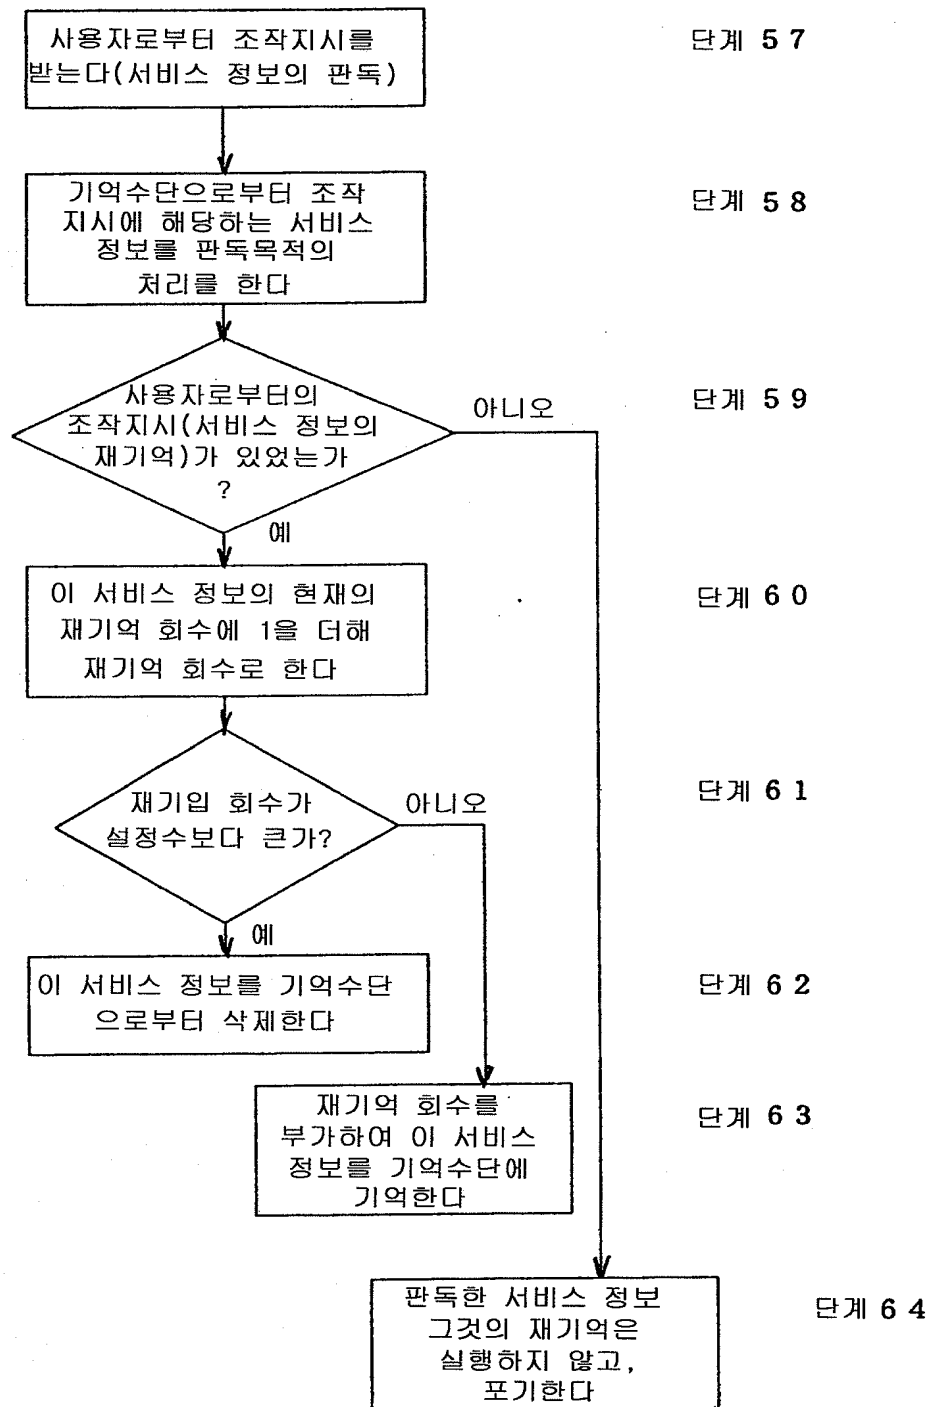 사용자로부터 조작지시를
받는다(서비스 정보의 판독)
단계 57
기억수단으로부터 조작
지시에 해당하는 서비스
정보를 판독목적의
처리를 한다
단계 58
사용자로부터의
조작지시(서비스 정보의
재기억)가 있었는가
?
아니오
단계 59
예
이 서비스 정보의 현재의
재기억 회수에 1을 더해
재기억 회수로 한다
단계 60
재기입 회수가
설정수보다 큰가?
아니오
단계 61
예
이 서비스 정보를 기억수단
으로부터 삭제한다
단계 62
재기억 회수를
부가하여 이 서비스
정보를 기억수단에
기억한다
단계 63
판독한 서비스 정보
그것의 재기억은
실행하지 않고,
포기한다
단계 64